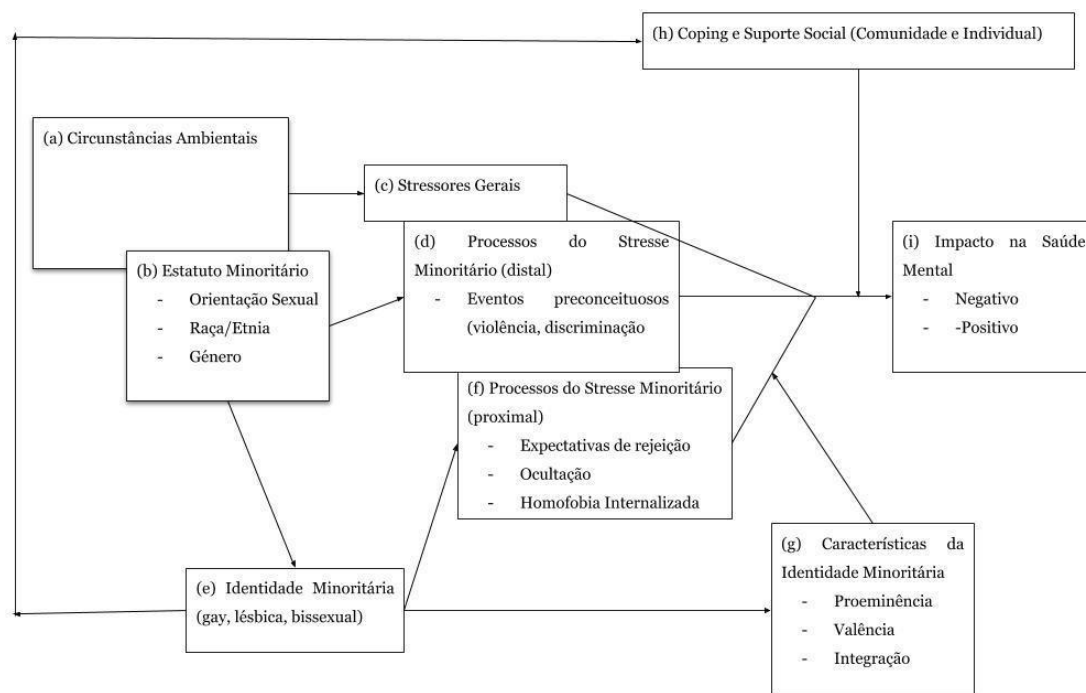 (h) Coping e Suporte Social (Comunidade e Individual)
(a) Circunstâncias Ambientais
(c) Stressores Gerais
(d) Processos do Stresse
Minoritário (distal)
- Eventos preconceituosos
(violência, discriminação
(i) Impacto na Saúde
Mental
- Negativo
- -Positivo
(b) Estatuto Minoritário
- Orientação Sexual
- Raça/Etnia
- Género
(f) Processos do Stresse Minoritário
(proximal)
- Expectativas de rejeição
- Ocultação
- Homofobia Internalizada
(g) Características da
Identidade Minoritária
- Proeminência
- Valência
- Integração
(e) Identidade Minoritária
(gay, lésbica, bissexual)